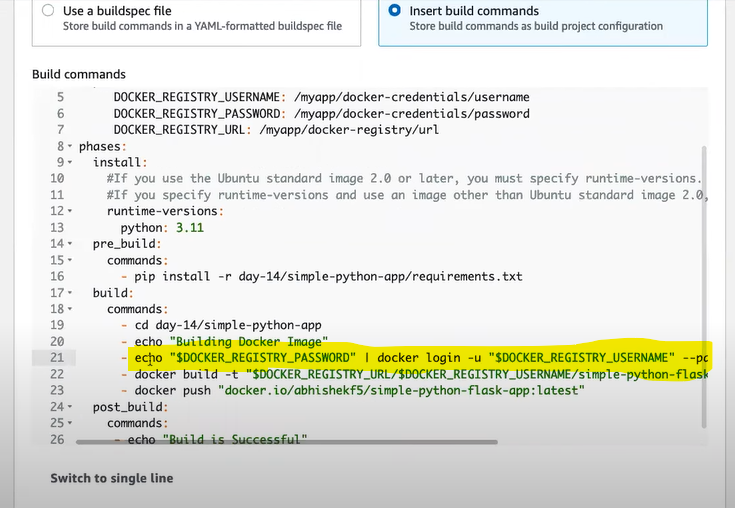 Use a buildspec file
Store build commands in a YAML-formatted buildspec file
Insert build commands
Store build commands as build project configuration
Build commands
5 DOCKER_REGISTRY_USERNAME: /myapp/docker-credentials/username
6 DOCKER_REGISTRY_PASSWORD: /myapp/docker-credentials/password
7 DOCKER_REGISTRY_URL: /myapp/docker-registry/url
8 phases:
9 install:
10 #If you use the Ubuntu standard image 2.0 or later, you must specify runtime-versions.
11 #If you specify runtime-versions and use an image other than Ubuntu standard image 2.0,
12 runtime-versions:
13 python: 3.11
14 pre_build:
15 commands:
16 - pip install -r day-14/simple-python-app/requirements.txt
17 build:
18 commands:
19 - cd day-14/simple-python-app
20 - echo "Building Docker Image"
21 - echo "$DOCKER_REGISTRY_PASSWORD" | docker login -u "$DOCKER_REGISTRY_USERNAME" --pa
22 - docker build -t "$DOCKER_REGISTRY_URL/$DOCKER_REGISTRY_USERNAME/simple-python-flask
23 - docker push "docker.io/abhishekf5/simple-python-flask-app:latest"
24 post_build:
25 commands:
26 - echo "Build is Successful"
Switch to single line